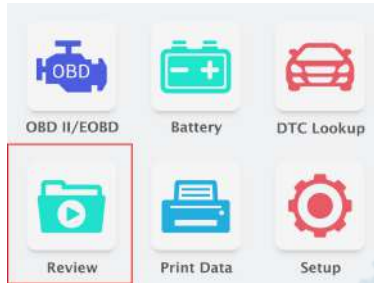 OBD
OBD II/EOBD
Battery
DTC Lookup
Review
Print Data
Setup